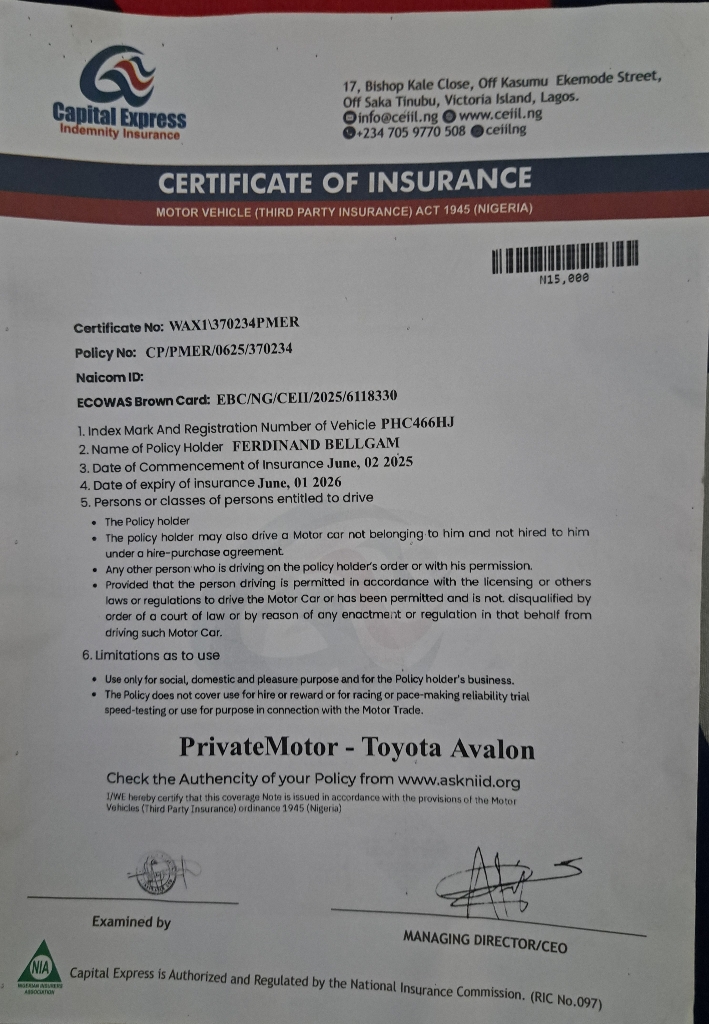 Capital Express
Indemnity Insurance
17, Bishop Kale Close, Off Kasumu Ekemode Street,
Off Saka Tinubu, Victoria Island, Lagos.
info@ceiil.ng www.ceiil.ng
+234 705 9770 508 ceiilng
CERTIFICATE OF INSURANCE
MOTOR VEHICLE (THIRD PARTY INSURANCE) ACT 1945 (NIGERIA)
N15,000
Certificate No: WAX1\370234PMER
Policy No: CP/PMER/0625/370234
Naicom ID:
ECOWAS Brown Card: EBC/NG/CEII/2025/6118330
1. Index Mark And Registration Number of Vehicle PHC466HJ
2. Name of Policy Holder FERDINAND BELLGAM
3. Date of Commencement of Insurance June, 02 2025
4. Date of expiry of insurance June, 01 2026
5. Persons or classes of persons entitled to drive
• The Policy holder
• The policy holder may also drive a Motor car not belonging to him and not hired to him
under a hire-purchase agreement.
• Any other person who is driving on the policy holder's order or with his permission.
• Provided that the person driving is permitted in accordance with the licensing or others
laws or regulations to drive the Motor Car or has been permitted and is not disqualified by
order of a court of law or by reason of any enactment or regulation in that behalf from
driving such Motor Car.
6. Limitations as to use
• Use only for social, domestic and pleasure purpose and for the Policy holder's business.
• The Policy does not cover use for hire or reward or for racing or pace-making reliability trial
speed-testing or use for purpose in connection with the Motor Trade.
PrivateMotor - Toyota Avalon
Check the Authencity of your Policy from www.askniid.org
I/WE hereby certify that this coverage Note is issued in accordance with the provisions of the Motor
Vehicles (Third Party Insurance) ordinance 1945 (Nigeria)
Examined by
MANAGING DIRECTOR/CEO
NIA
NIGERIAN INSURERS
ASSOCIATION
Capital Express is Authorized and Regulated by the National Insurance Commission. (RIC No.097)